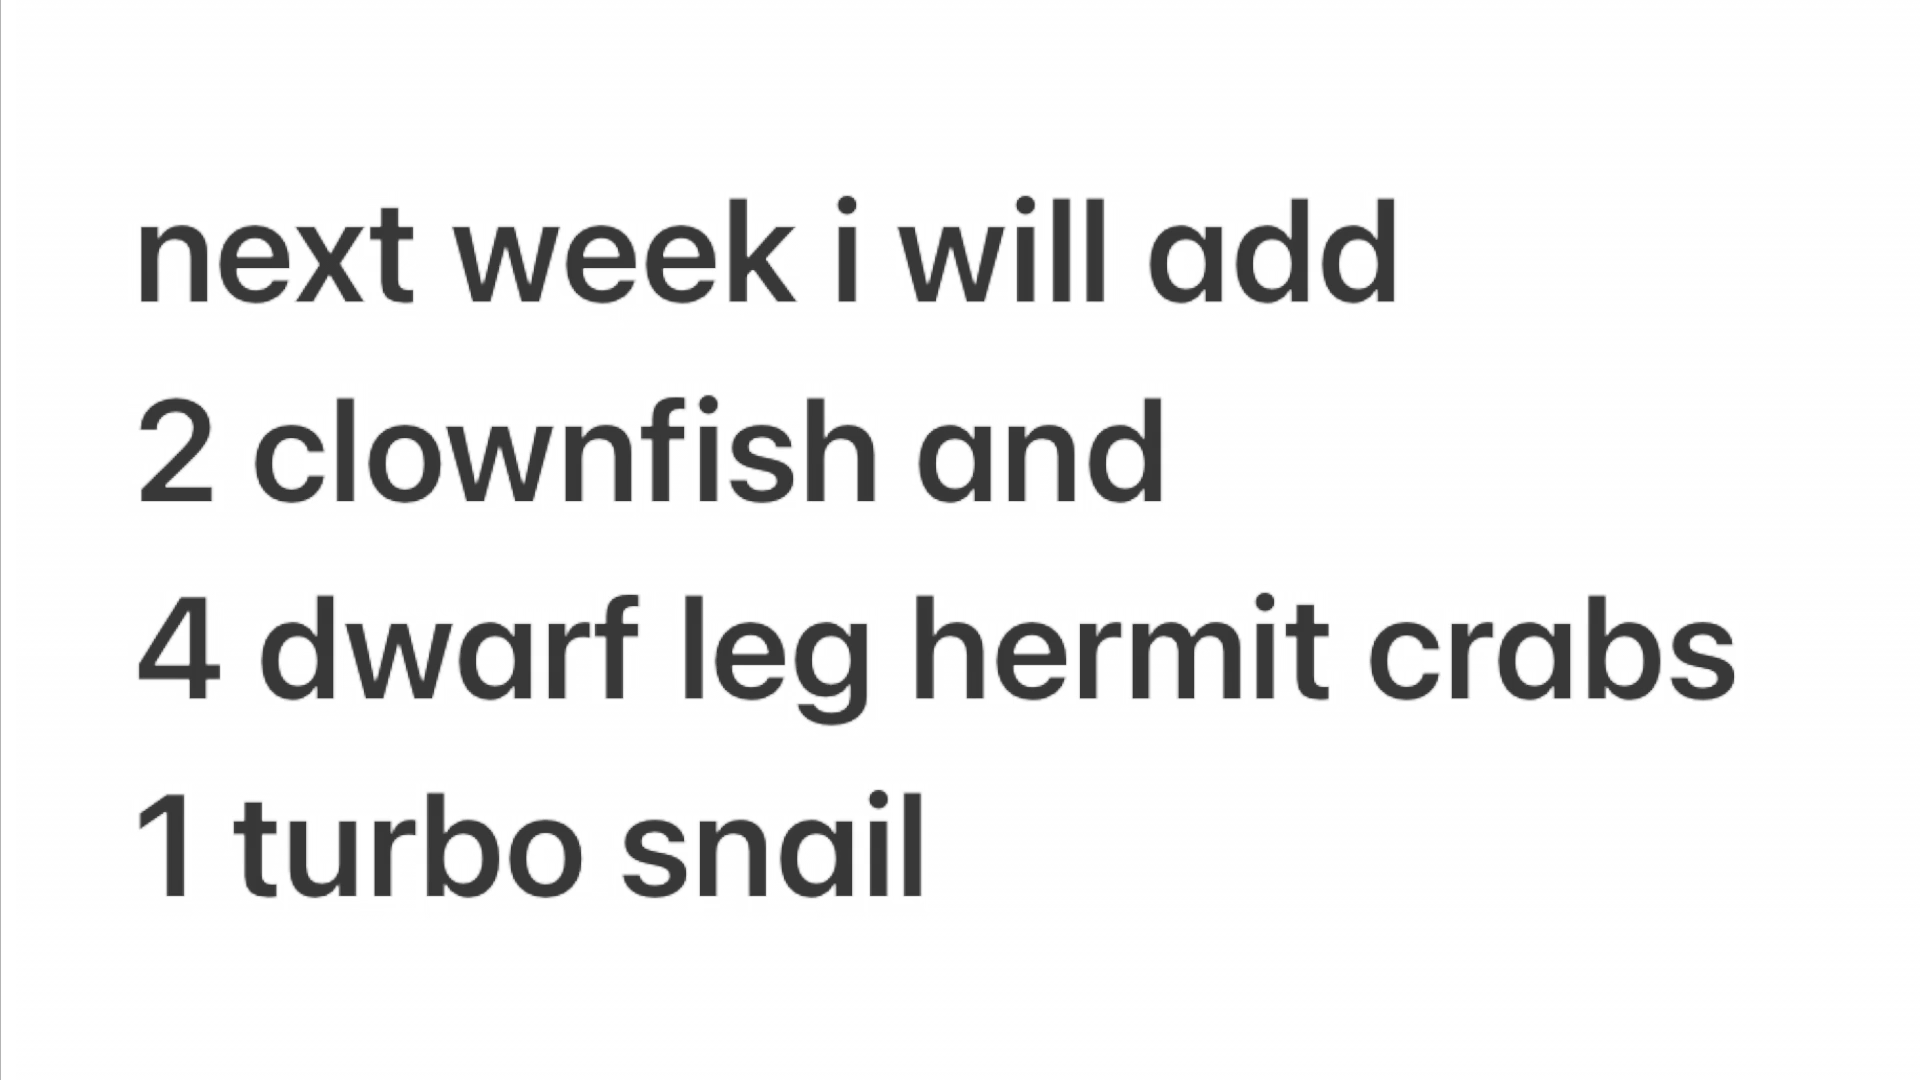 next week i will add
2 clownfish and
4 dwarf leg hermit crabs
1 turbo snail